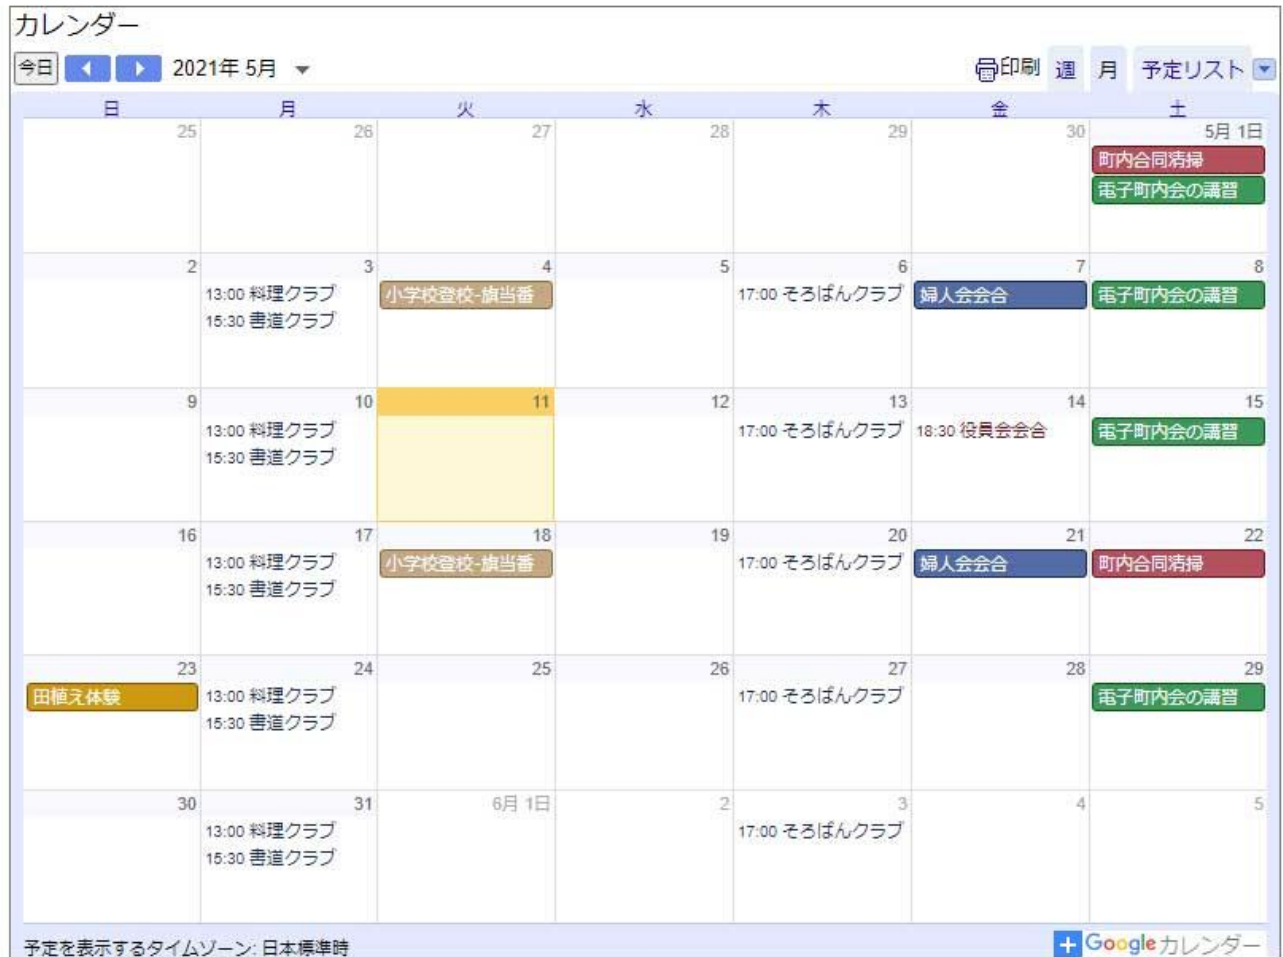 カレンダー
今日 2021年 5月 印刷 週 月 予定リスト
日 月 火 水 木 金 土
25 26 27 28 29 30 5月 1日
町内合同清掃
電子町内会の講習
2 3 4 5 6 7 8
13:00 料理クラブ 小学校登校-旗当番 17:00 そろばんクラブ 婦人会会合 電子町内会の講習
15:30 書道クラブ
9 10 11 12 13 14 15
13:00 料理クラブ 17:00 そろばんクラブ 18:30 役員会会合 電子町内会の講習
15:30 書道クラブ
16 17 18 19 20 21 22
13:00 料理クラブ 小学校登校-旗当番 17:00 そろばんクラブ 婦人会会合 町内合同清掃
15:30 書道クラブ
23 24 25 26 27 28 29
田植え体験 13:00 料理クラブ 17:00 そろばんクラブ 電子町内会の講習
15:30 書道クラブ
30 31 6月 1日 2 3 4 5
13:00 料理クラブ 17:00 そろばんクラブ
15:30 書道クラブ
予定を表示するタイムゾーン: 日本標準時 Googleカレンダー